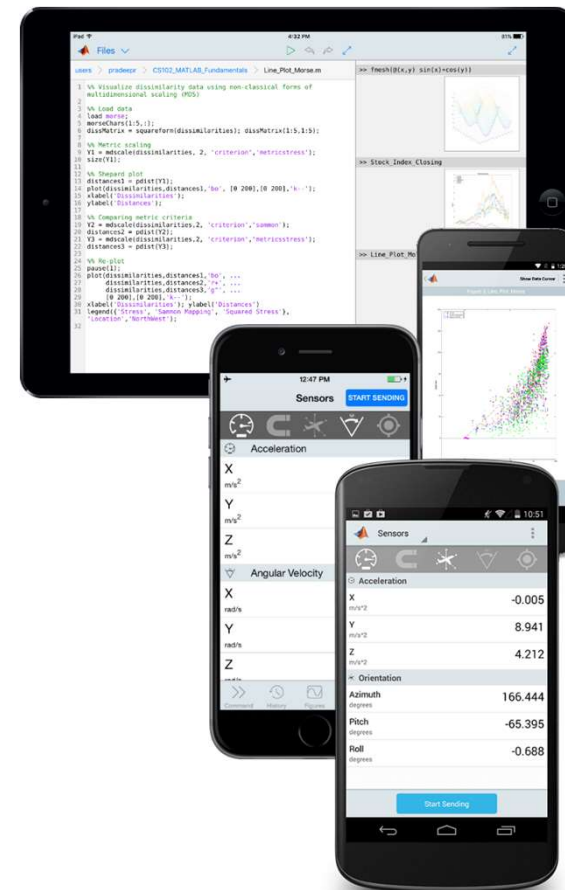 iPad
4:32 PM
81%
Files
users > pradeepr > CS102_MATLAB_Fundamentals > Line_Plot_Morse.m
1 %% Visualize dissimilarity data using non-classical forms of
multidimensional scaling (MDS)
2
3 %% Load data
4 load morse;
5 morseChars(1:5,:);
6 dissMatrix = squareform(dissimilarities); dissMatrix(1:5,1:5);
7
8 %% Metric scaling
9 Y1 = mdscale(dissimilarities, 2, 'criterion','metricstress');
10 size(Y1);
11
12 %% Shepard plot
13 distances1 = pdist(Y1);
14 plot(dissimilarities,distances1,'bo', [0 200],[0 200],'k--');
15 xlabel('Dissimilarities');
16 ylabel('Distances');
17
18 %% Comparing metric criteria
19 Y2 = mdscale(dissimilarities,2, 'criterion','sammon');
20 distances2 = pdist(Y2);
21 Y3 = mdscale(dissimilarities,2, 'criterion','metricsstress');
22 distances3 = pdist(Y3);
23
24 %% Re-plot
25 pause(1);
26 plot(dissimilarities,distances1,'bo', ...
27 dissimilarities,distances2,'r+', ...
28 dissimilarities,distances3,'g^', ...
29 [0 200],[0 200],'k--');
30 xlabel('Dissimilarities'); ylabel('Distances')
31 legend({'Stress', 'Sammon Mapping', 'Squared Stress'},
'Location','NorthWest');
32
>> fmesh(@(x,y) sin(x)+cos(y))
>> Stock_Index_Closing
>> Line_Plot_Mo
Show Data Cursor
12:47 PM
Sensors
START SENDING
Acceleration
X
m/s2
Y
m/s2
Z
m/s2
Angular Velocity
X
rad/s
Y
rad/s
Z
Command History Figures
10:51
Sensors
Acceleration
X -0.005
m/s^2
Y 8.941
m/s^2
Z 4.212
m/s^2
Orientation
Azimuth 166.444
degrees
Pitch -65.395
degrees
Roll -0.688
degrees
Start Sending